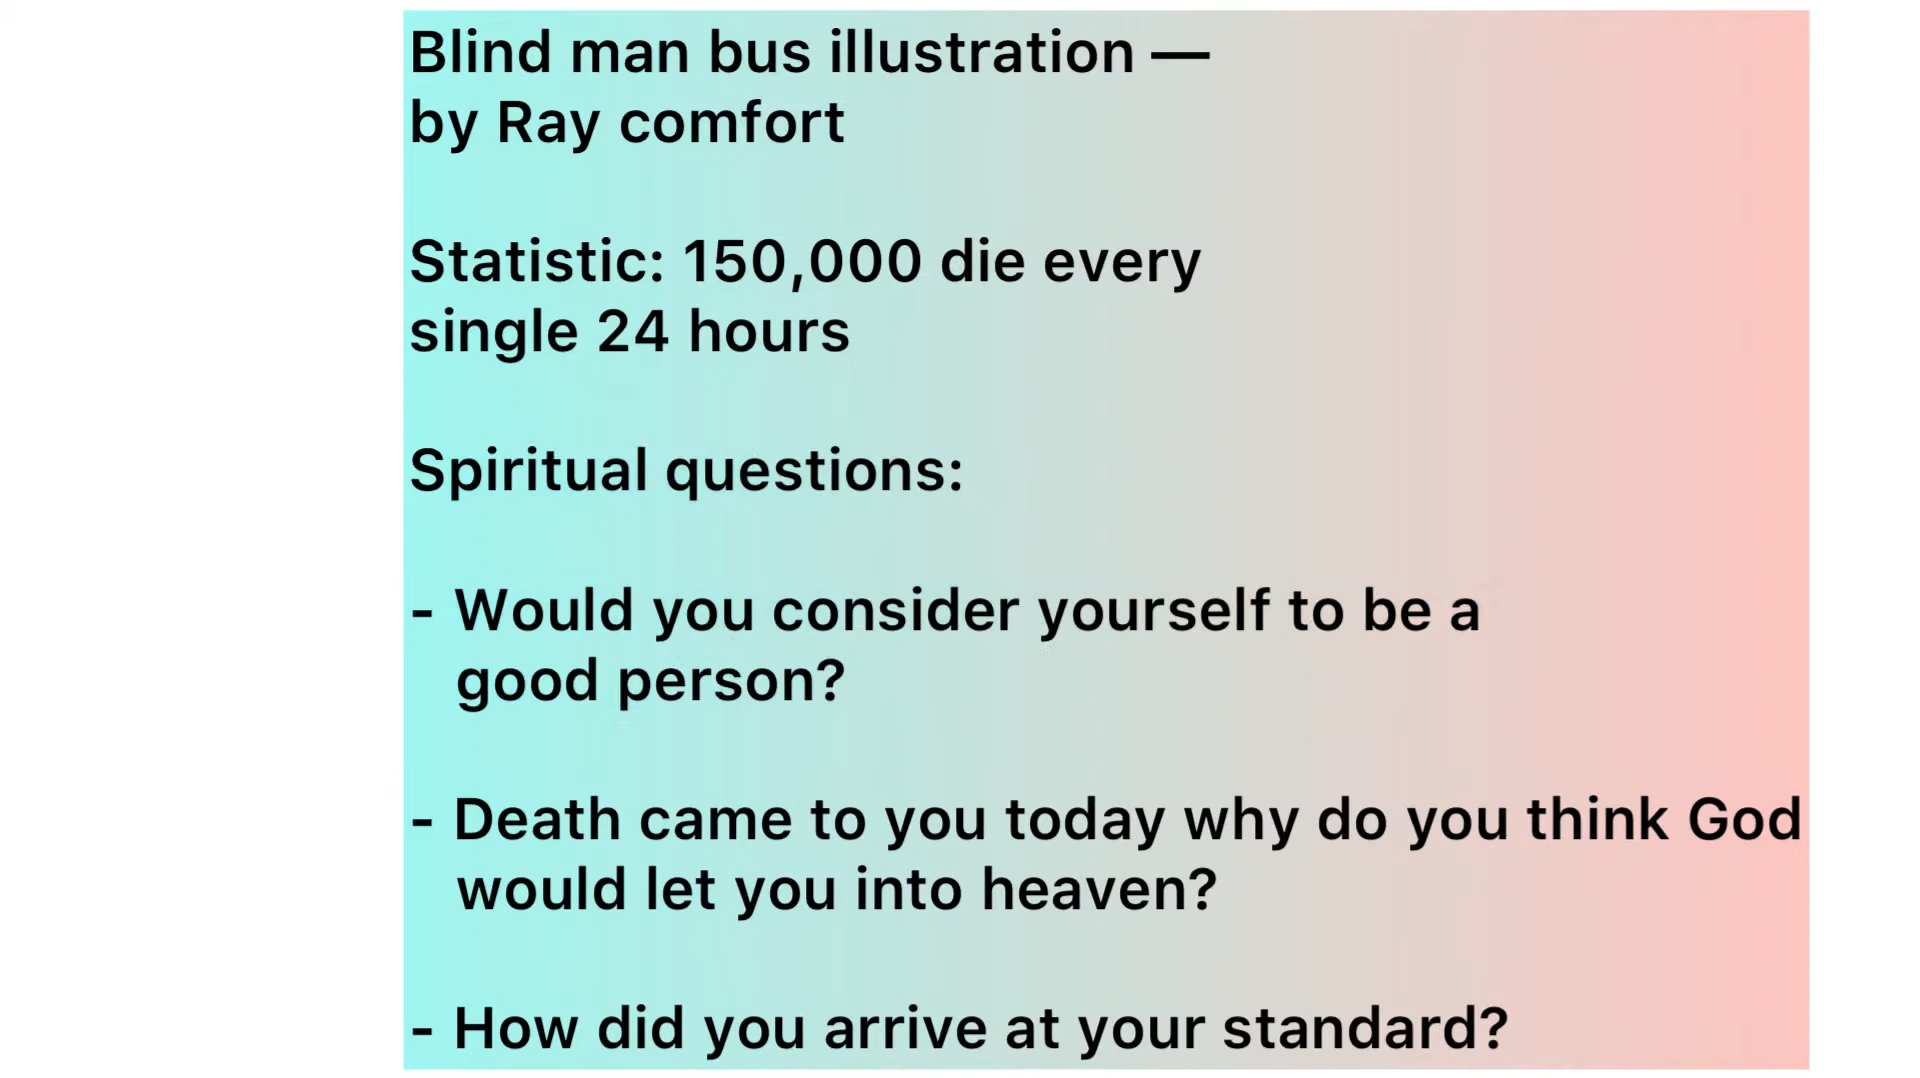 Blind man bus illustration —
by Ray comfort
Statistic: 150,000 die every
single 24 hours
Spiritual questions:
- Would you consider yourself to be a
good person?
- Death came to you today why do you think God
would let you into heaven?
- How did you arrive at your standard?